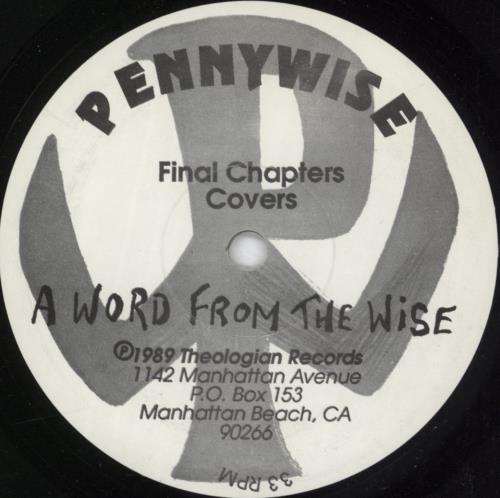 PENNYWISE
Final Chapters
Covers
A WORD FROM THE WISE
℗1989 Theologian Records
1142 Manhattan Avenue
P.O. Box 153
Manhattan Beach, CA
90266
33 RPM